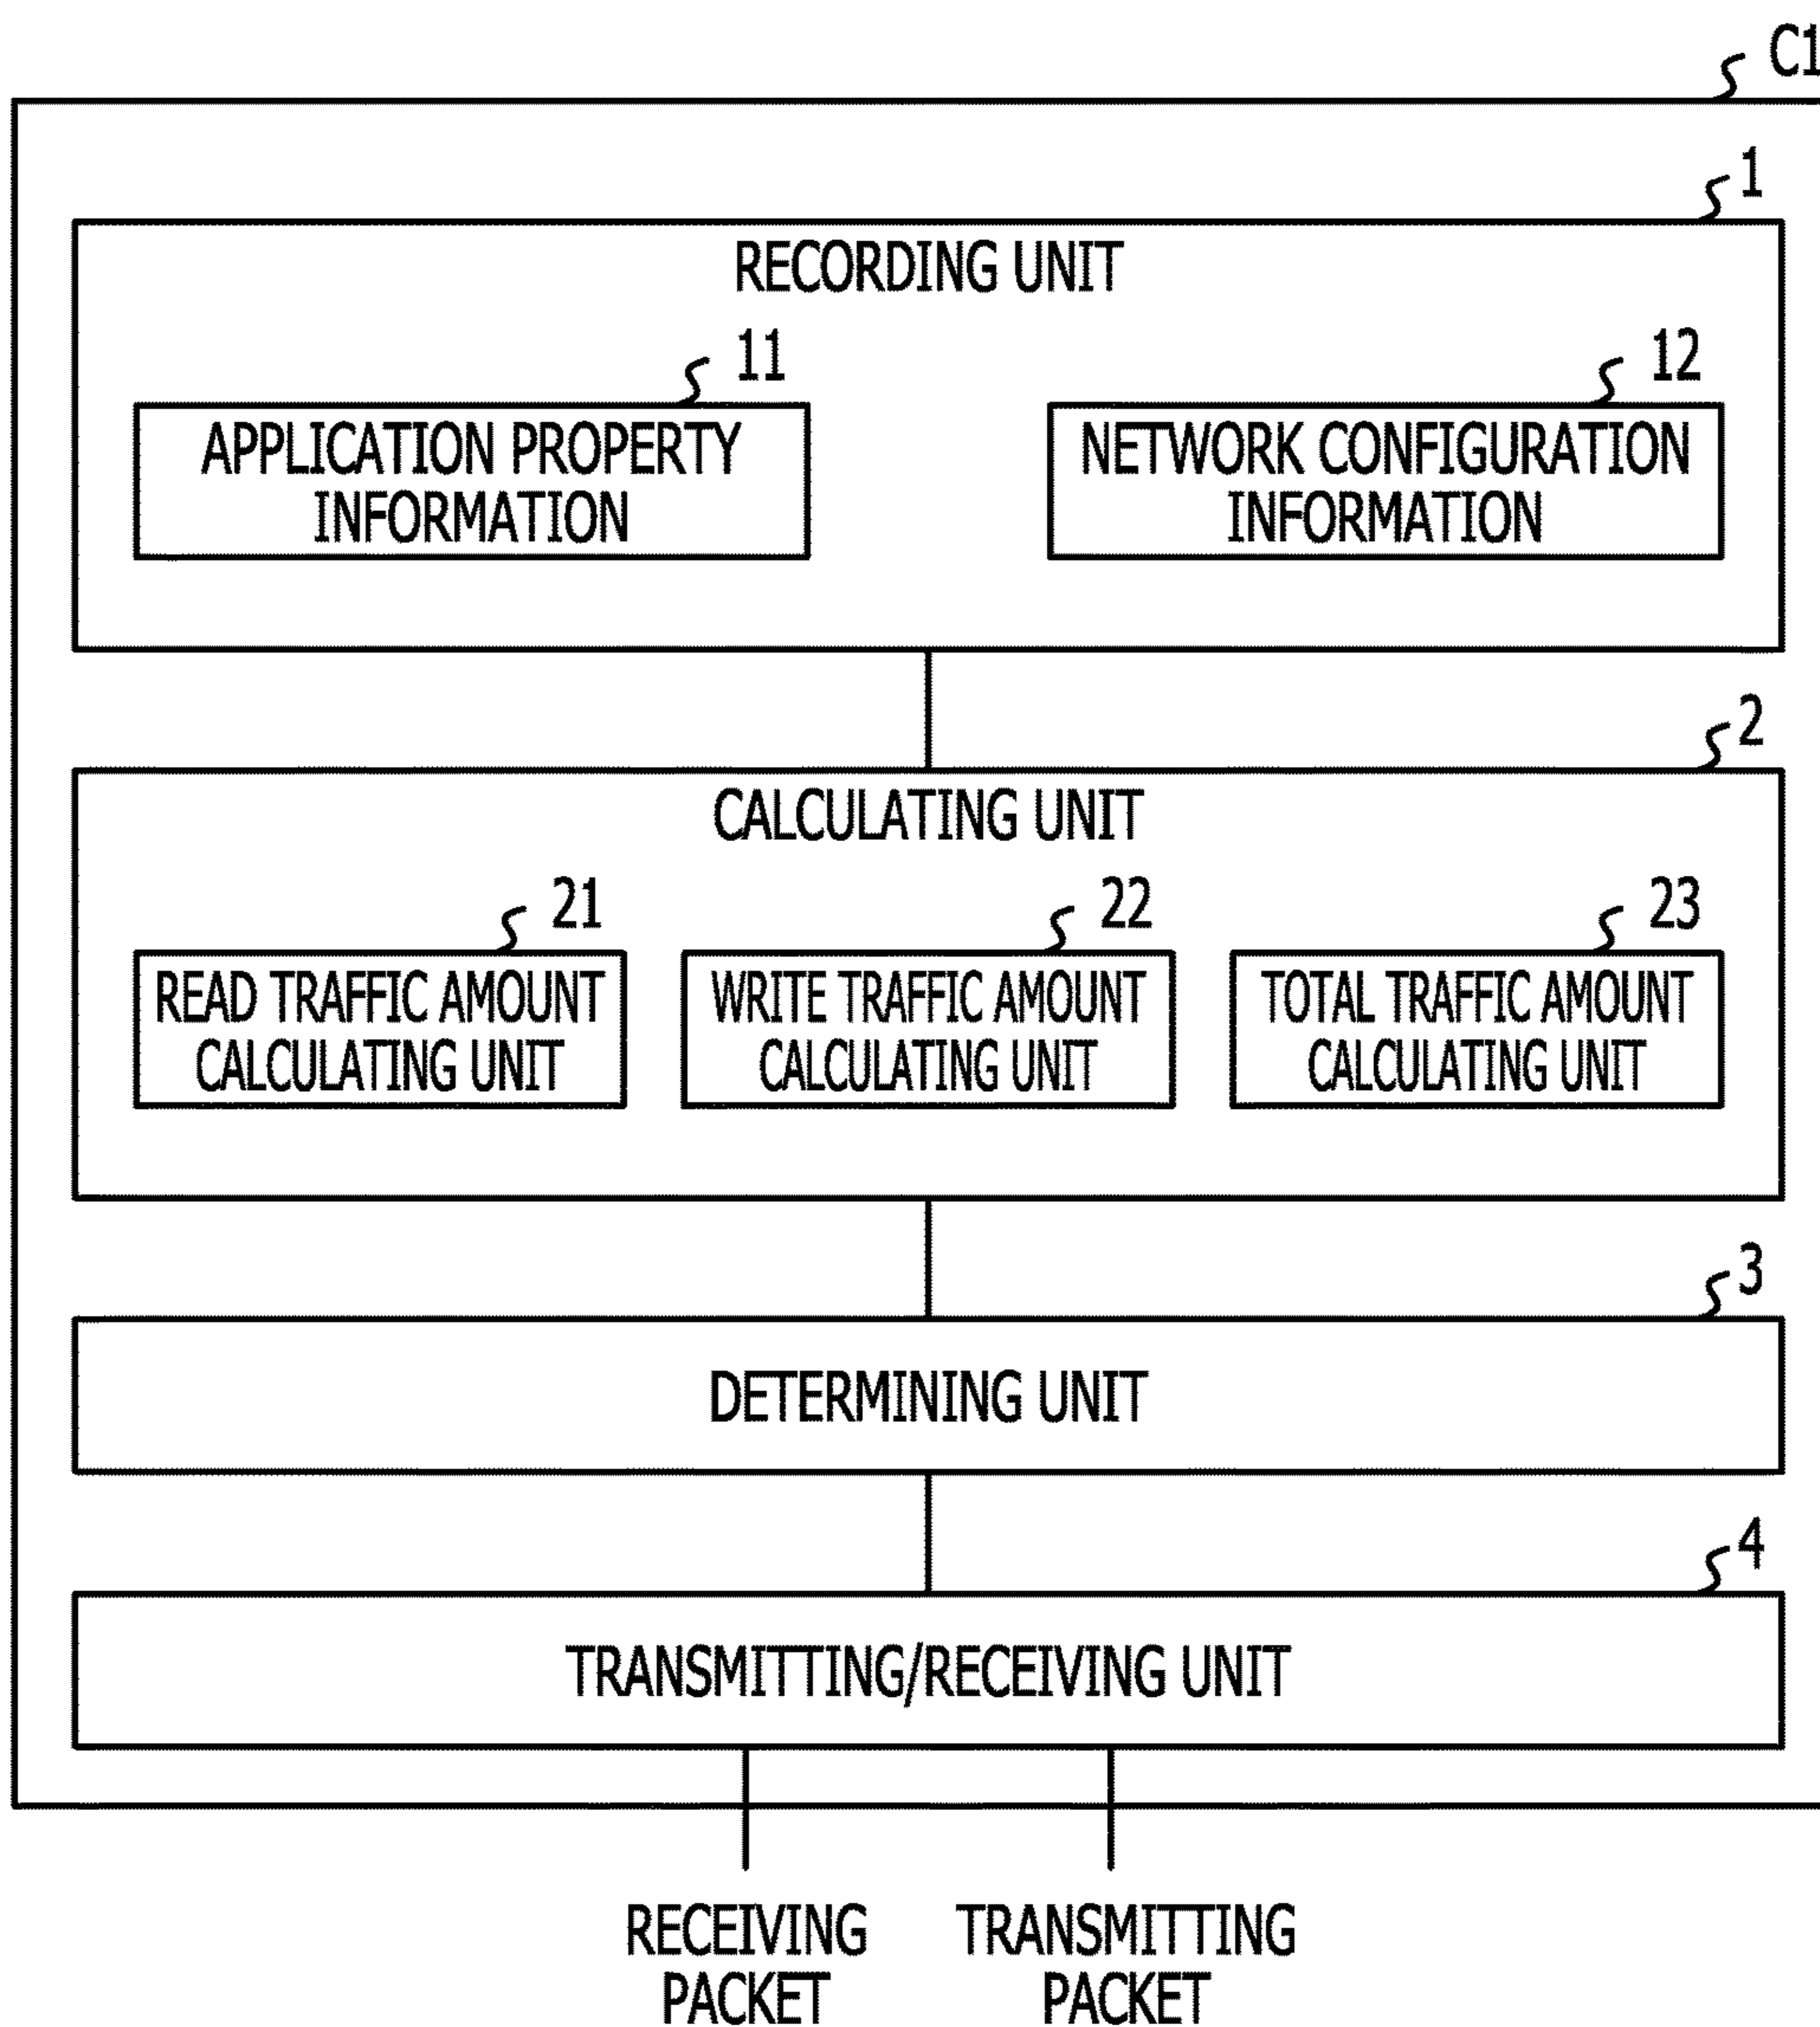 C1
1
RECORDING UNIT
11
12
APPLICATION PROPERTY
INFORMATION
NETWORK CONFIGURATION
INFORMATION
2
CALCULATING UNIT
21
22
23
READ TRAFFIC AMOUNT
CALCULATING UNIT
WRITE TRAFFIC AMOUNT
CALCULATING UNIT
TOTAL TRAFFIC AMOUNT
CALCULATING UNIT
3
DETERMINING UNIT
4
TRANSMITTING/RECEIVING UNIT
RECEIVING
PACKET
TRANSMITTING
PACKET